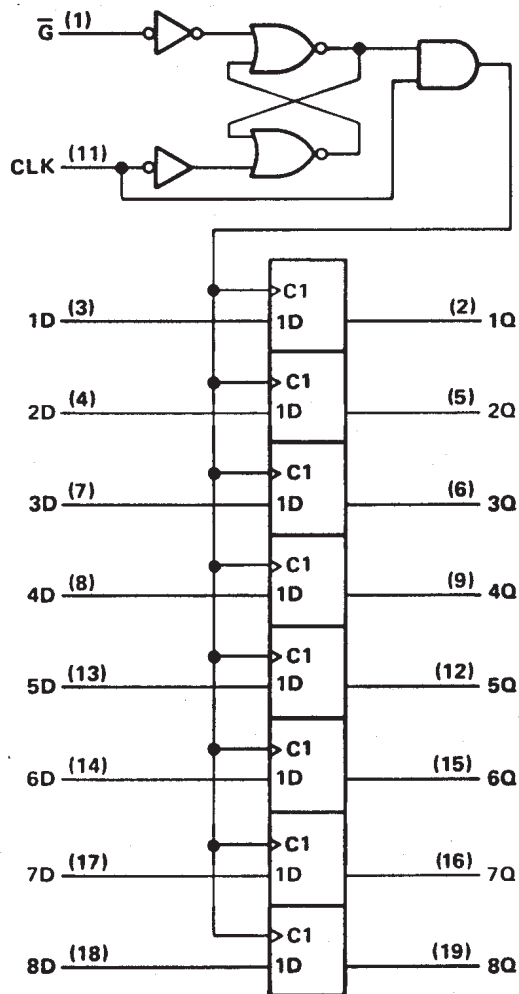 G̅ (1)
CLK (11)
C1
1D (3) 1D (2) 1Q
C1
2D (4) 1D (5) 2Q
C1
3D (7) 1D (6) 3Q
C1
4D (8) 1D (9) 4Q
C1
5D (13) 1D (12) 5Q
C1
6D (14) 1D (15) 6Q
C1
7D (17) 1D (16) 7Q
C1
8D (18) 1D (19) 8Q